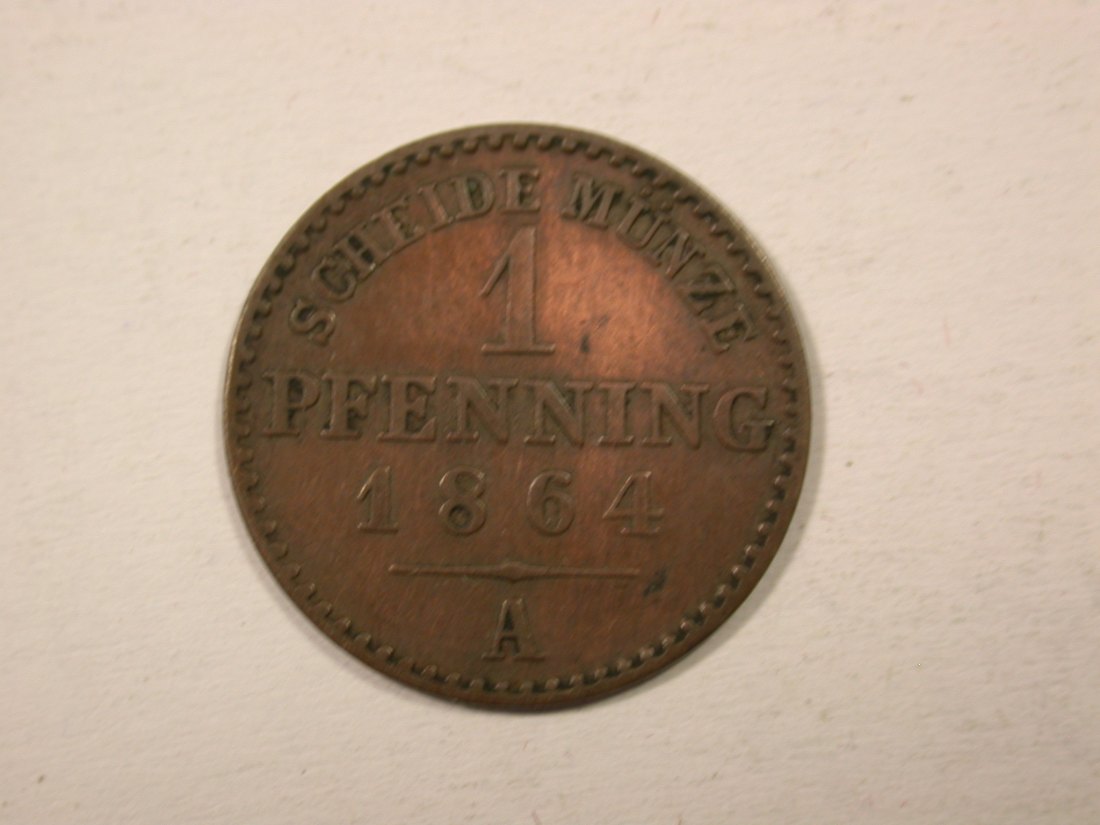 SCHEIDE MÜNZE
1
PFENNING
1864
A